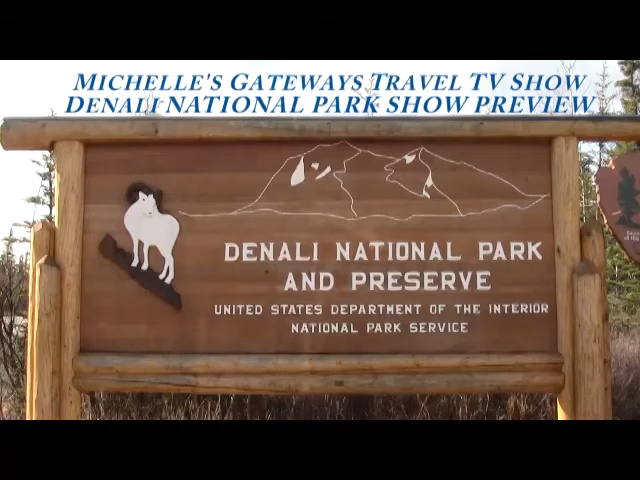 MICHELLE'S GATEWAYS TRAVEL TV SHOW
DENALI NATIONAL PARK SHOW PREVIEW
DENALI NATIONAL PARK
AND PRESERVE
UNITED STATES DEPARTMENT OF THE INTERIOR
NATIONAL PARK SERVICE